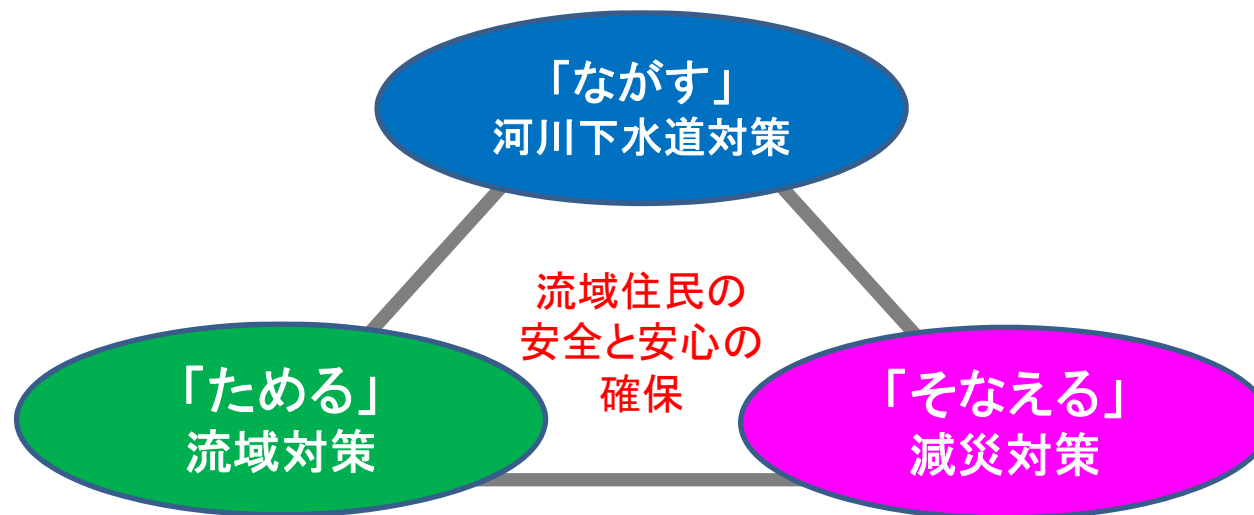 「ながす」
河川下水道対策
流域住民の
安全と安心の
確保
「ためる」
流域対策
「そなえる」
減災対策